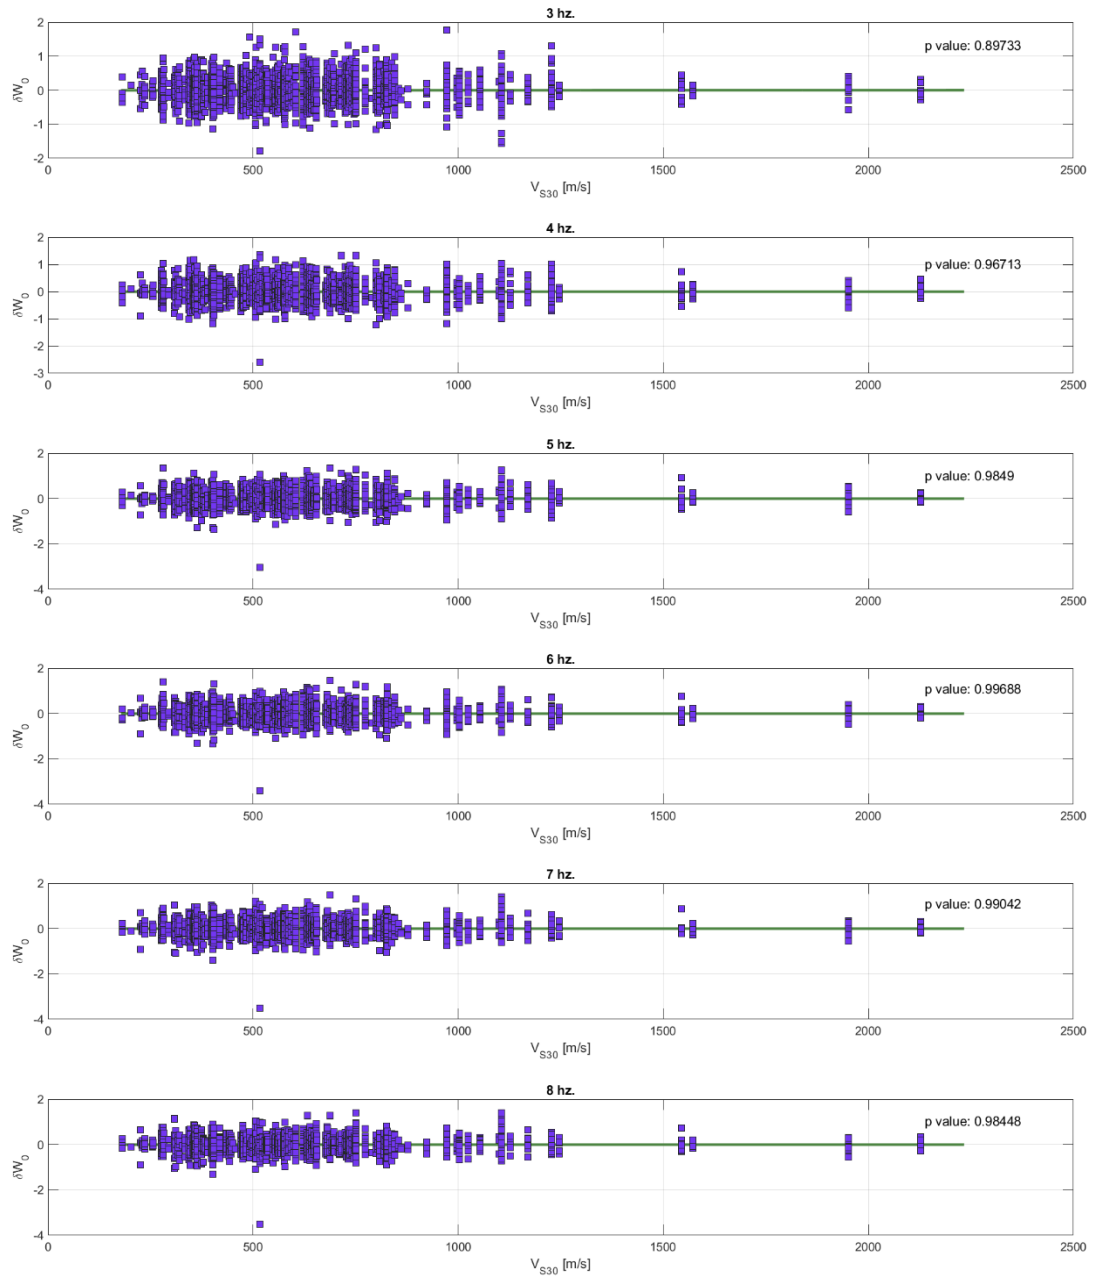 3 hz.
2
1
0
-1
-2
δW0
p value: 0.89733
0 500 1000 1500 2000 2500
VS30 [m/s]
4 hz.
2
1
0
-1
-2
-3
δW0
p value: 0.96713
0 500 1000 1500 2000 2500
VS30 [m/s]
5 hz.
2
0
-2
-4
δW0
p value: 0.9849
0 500 1000 1500 2000 2500
VS30 [m/s]
6 hz.
2
0
-2
-4
δW0
p value: 0.99688
0 500 1000 1500 2000 2500
VS30 [m/s]
7 hz.
2
0
-2
-4
δW0
p value: 0.99042
0 500 1000 1500 2000 2500
VS30 [m/s]
8 hz.
2
0
-2
-4
δW0
p value: 0.98448
0 500 1000 1500 2000 2500
VS30 [m/s]